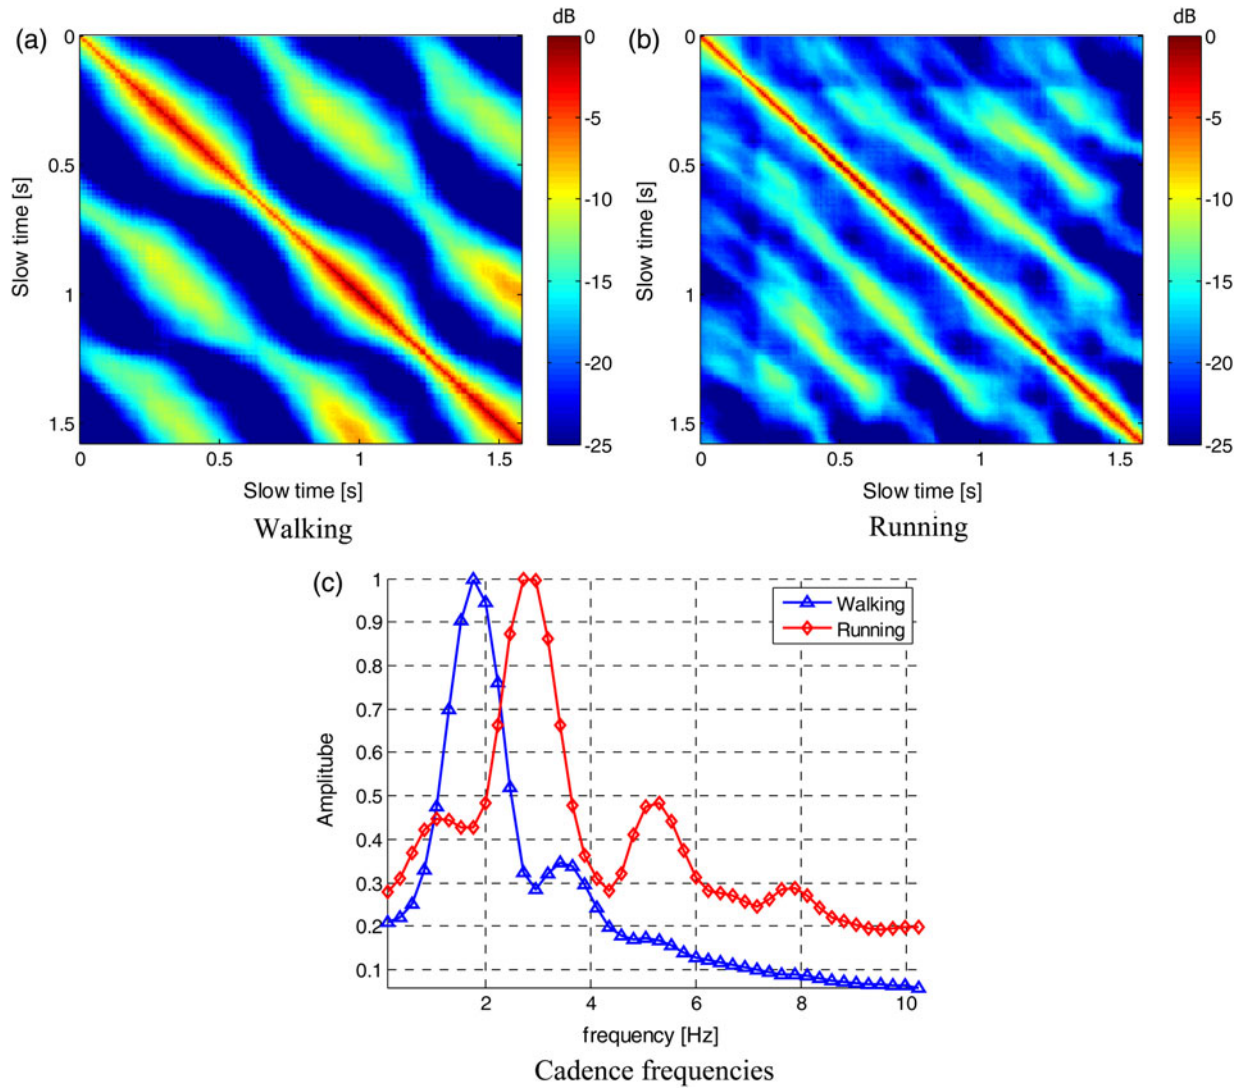 (a)
dB
0
0.5
1
1.5
Slow time [s]
0
0.5
1
1.5
Slow time [s]
0
-5
-10
-15
-20
-25
Walking
(b)
dB
0
0.5
1
1.5
Slow time [s]
0
0.5
1
1.5
Slow time [s]
0
-5
-10
-15
-20
-25
Running
(c)
1
0.9
0.8
0.7
0.6
0.5
0.4
0.3
0.2
0.1
Amplitube
Walking
Running
2
4
6
8
10
frequency [Hz]
Cadence frequencies